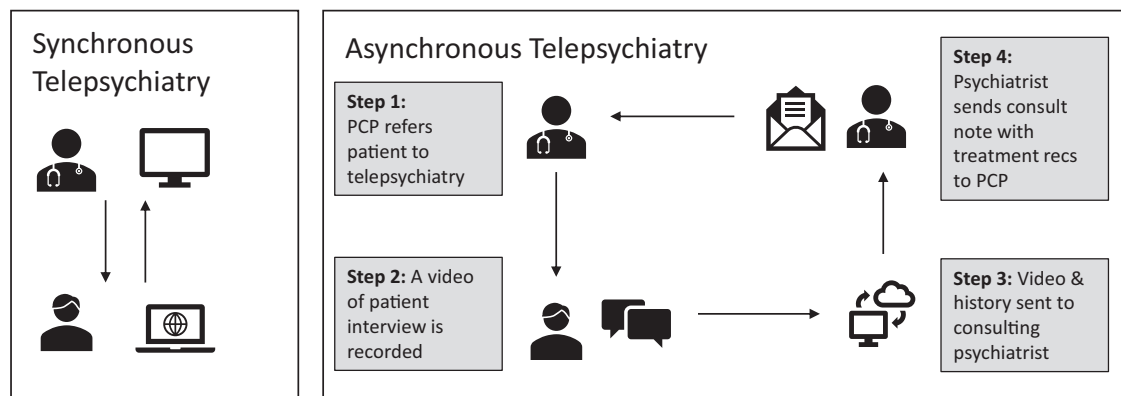 Synchronous
Telepsychiatry
Asynchronous Telepsychiatry
Step 1:
PCP refers
patient to
telepsychiatry
Step 2: A video
of patient
interview is
recorded
Step 3: Video &
history sent to
consulting
psychiatrist
Step 4:
Psychiatrist
sends consult
note with
treatment recs
to PCP